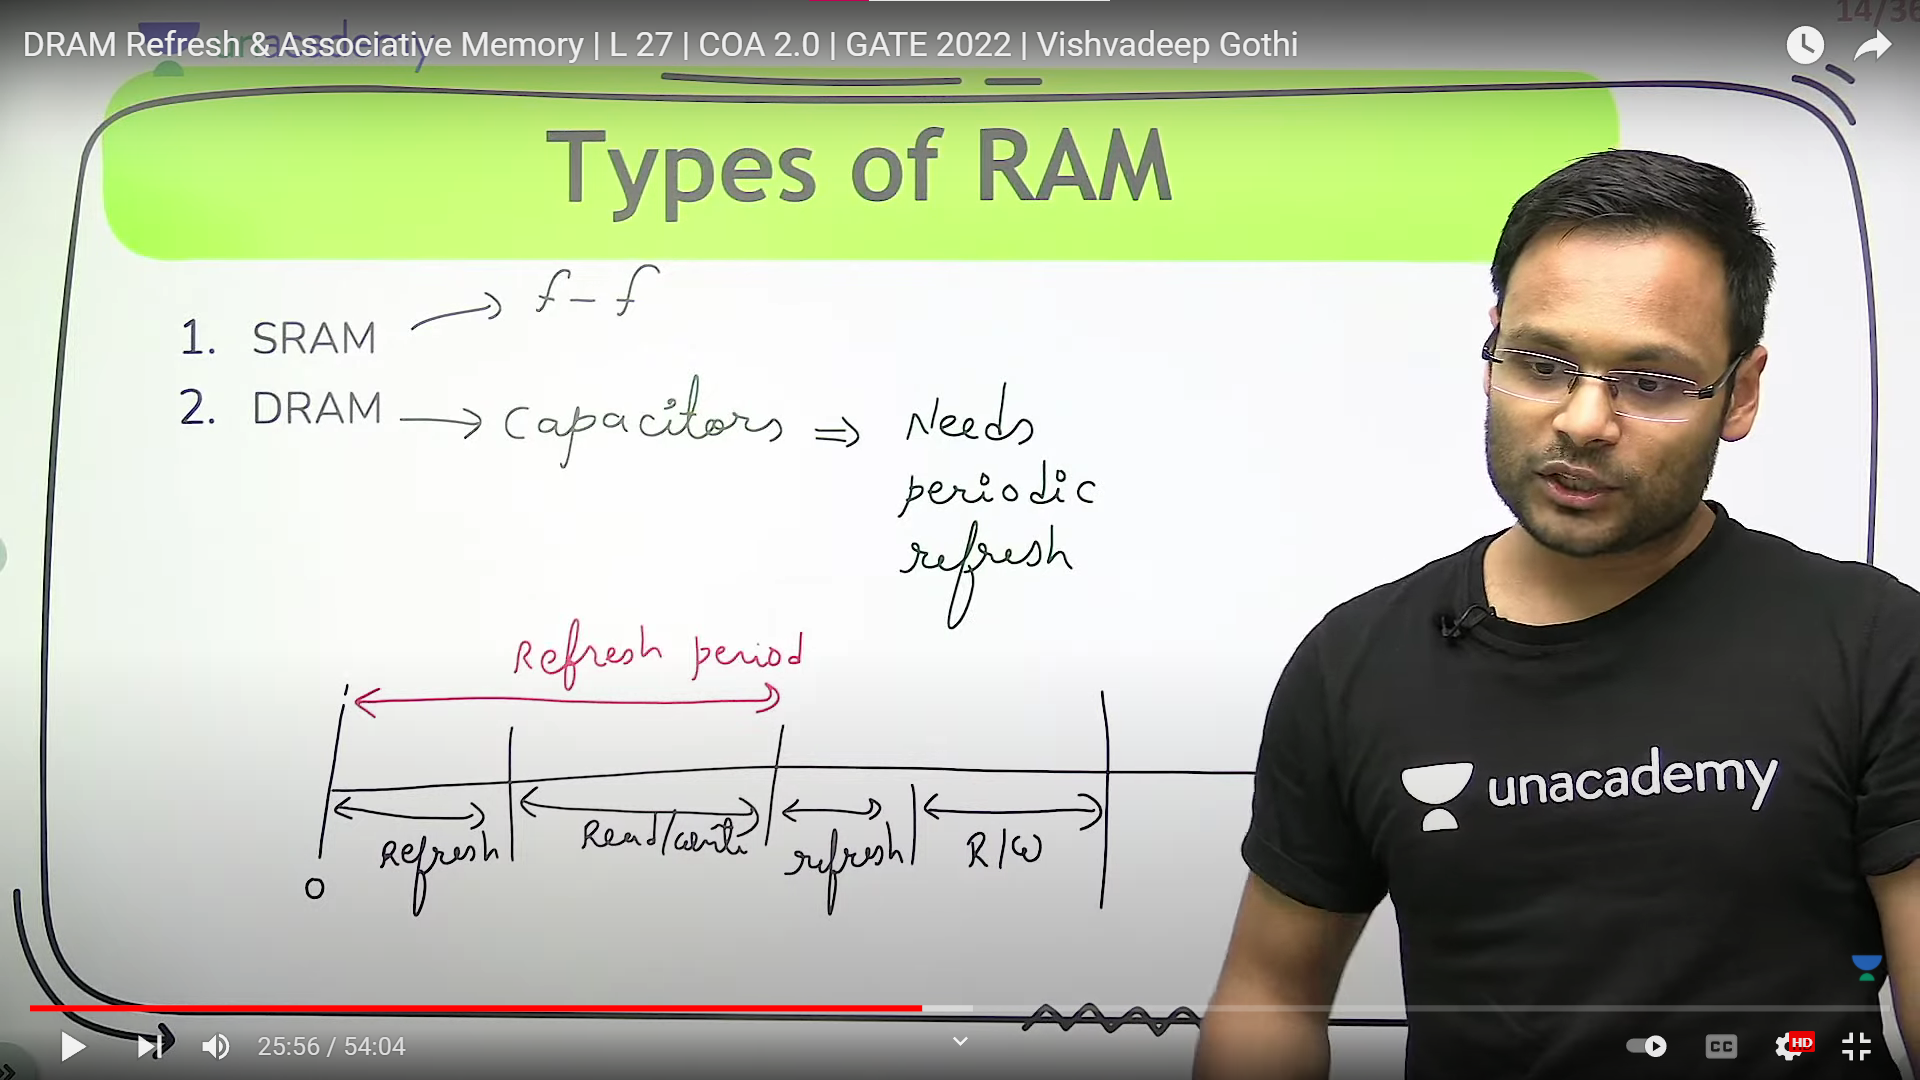 14/36
unacademy
DRAM Refresh & Associative Memory | L 27 | COA 2.0 | GATE 2022 | Vishvadeep Gothi
Types of RAM
1. SRAM → f-f
2. DRAM → Capacitors ⇒ Needs
periodic
refresh
Refresh period
Refresh Read/write refresh R/W
0
unacademy
25:56 / 54:04
CC
HD